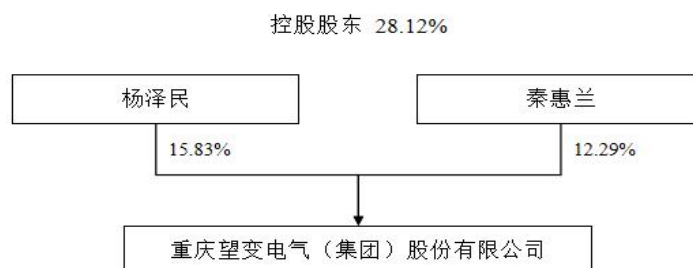 控股股东 28.12%
杨泽民
秦惠兰
15.83%
12.29%
重庆望变电气（集团）股份有限公司